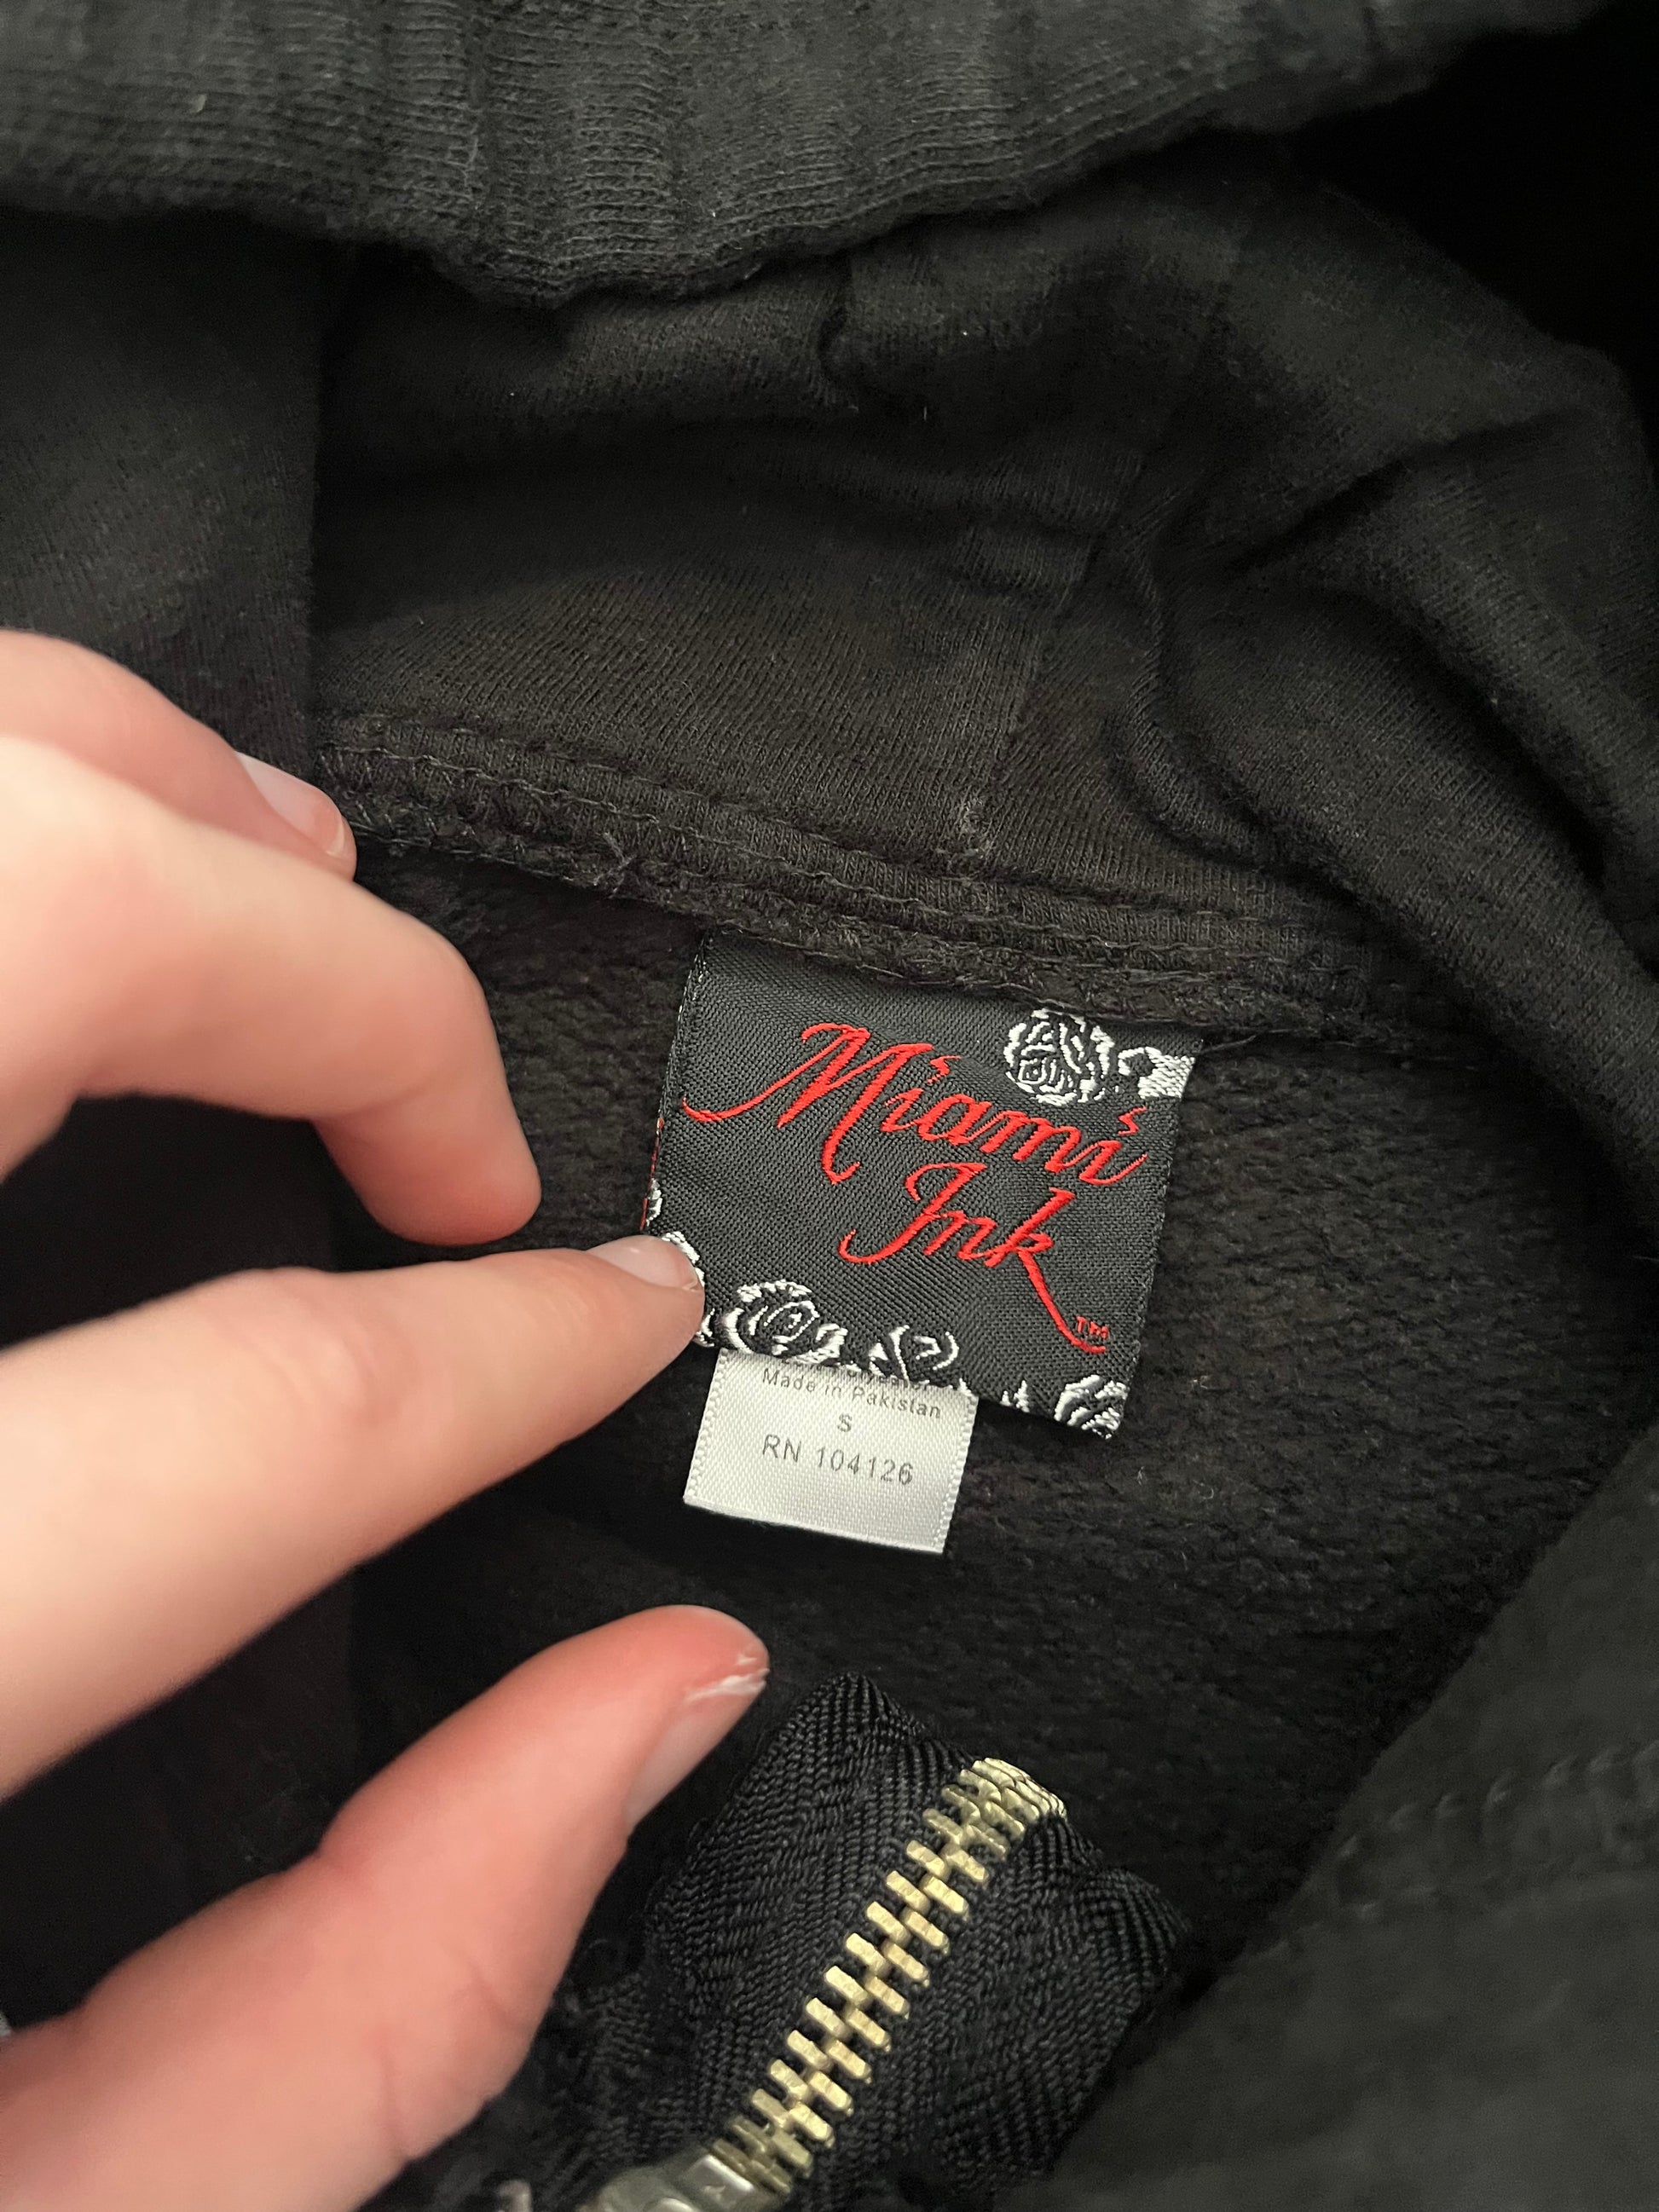 Miami
Ink
TM
Made in Pakistan
S
RN 104126